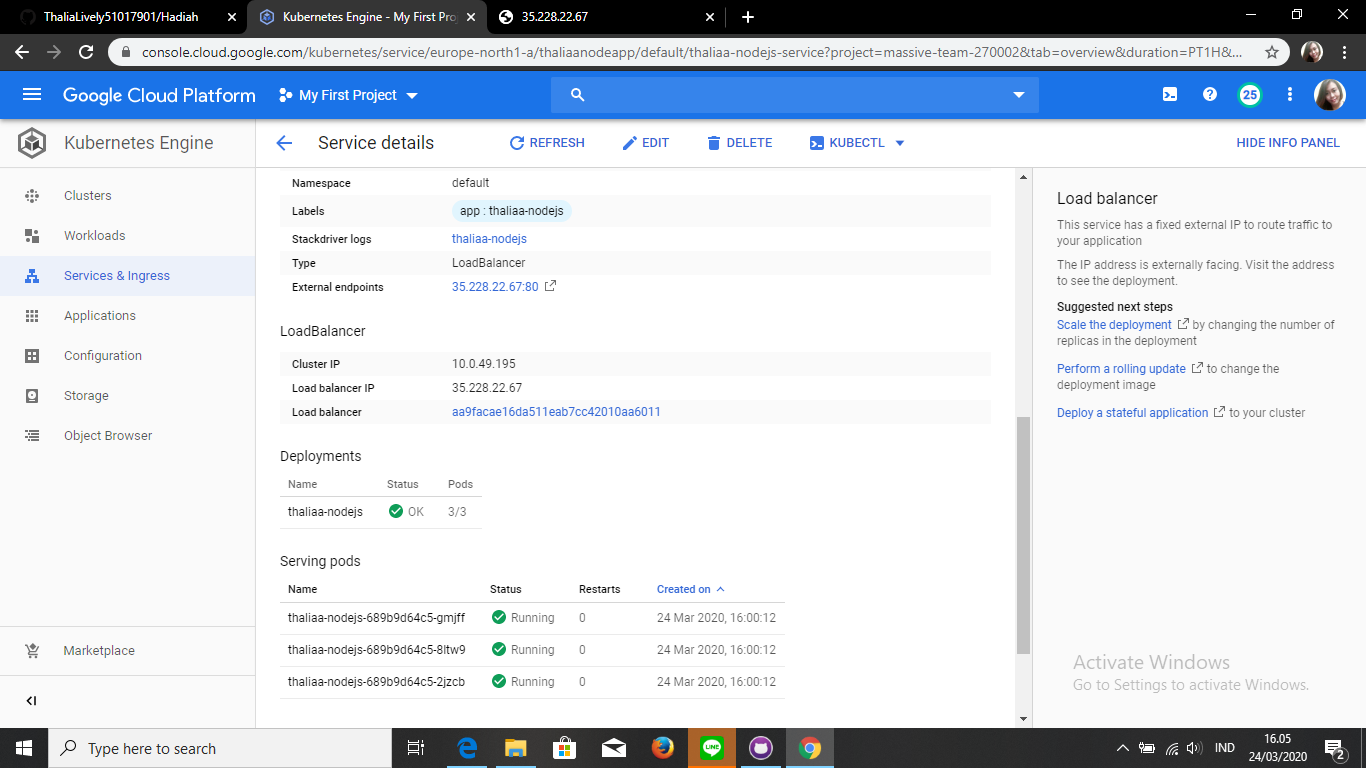 ThaliaLively51017901/Hadiah
Kubernetes Engine - My First Pro
35.228.22.67
console.cloud.google.com/kubernetes/service/europe-north1-a/thaliaanodeapp/default/thaliaa-nodejs-service?project=massive-team-270002&tab=overview&duration=PT1H&...
Google Cloud Platform
My First Project
25
Kubernetes Engine
Service details
REFRESH
EDIT
DELETE
KUBECTL
HIDE INFO PANEL
Clusters
Workloads
Services & Ingress
Applications
Configuration
Storage
Object Browser
Marketplace
Namespace default
Labels app : thaliaa-nodejs
Stackdriver logs thaliaa-nodejs
Type LoadBalancer
External endpoints 35.228.22.67:80
LoadBalancer
Cluster IP 10.0.49.195
Load balancer IP 35.228.22.67
Load balancer aa9facae16da511eab7cc42010aa6011
Deployments
Name Status Pods
thaliaa-nodejs OK 3/3
Serving pods
Name Status Restarts Created on
thaliaa-nodejs-689b9d64c5-gmjff Running 0 24 Mar 2020, 16:00:12
thaliaa-nodejs-689b9d64c5-8ltw9 Running 0 24 Mar 2020, 16:00:12
thaliaa-nodejs-689b9d64c5-2jzcb Running 0 24 Mar 2020, 16:00:12
Load balancer
This service has a fixed external IP to route traffic to
your application
The IP address is externally facing. Visit the address
to see the deployment.
Suggested next steps
Scale the deployment by changing the number of
replicas in the deployment
Perform a rolling update to change the
deployment image
Deploy a stateful application to your cluster
Activate Windows
Go to Settings to activate Windows.
Type here to search
LINE
IND
16.05
24/03/2020
2